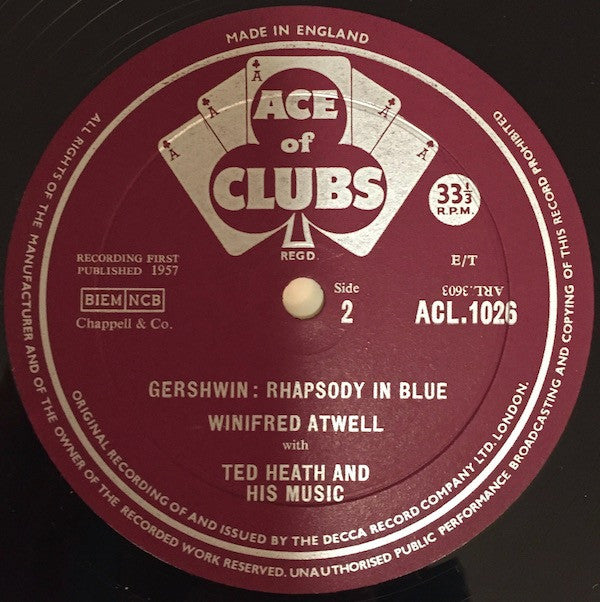 MADE IN ENGLAND
A
A
A
A
ACE
of
CLUBS
REGD.
33⅓
R.P.M.
RECORDING FIRST
PUBLISHED 1957
E/T
BIEM NCB
Chappell & Co.
Side
2
ARL.3603
ACL.1026
GERSHWIN : RHAPSODY IN BLUE
WINIFRED ATWELL
with
TED HEATH AND
HIS MUSIC
ORIGINAL RECORDING OF AND ISSUED BY THE DECCA RECORD COMPANY LTD. LONDON.
ALL RIGHTS OF THE MANUFACTURER AND OF THE OWNER OF THE RECORDED WORK RESERVED. UNAUTHORISED PUBLIC PERFORMANCE BROADCASTING AND COPYING OF THIS RECORD PROHIBITED